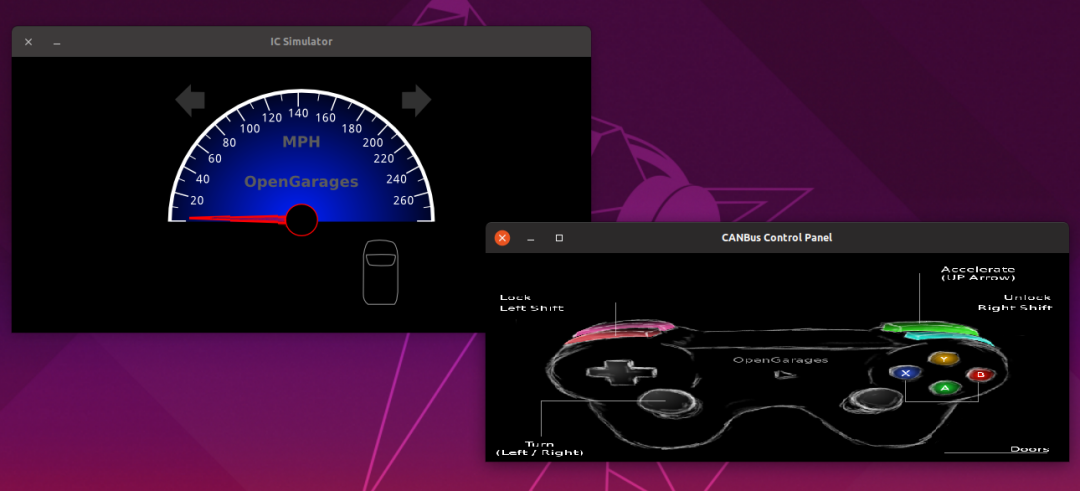 IC Simulator
20
40
60
80
100
120
140
160
180
200
220
240
260
MPH
OpenGarages
CANBus Control Panel
Accelerate
(UP Arrow)
Lock
Left Shift
Unlock
Right Shift
OpenGarages
Y
X
B
A
Turn
(Left / Right)
Doors